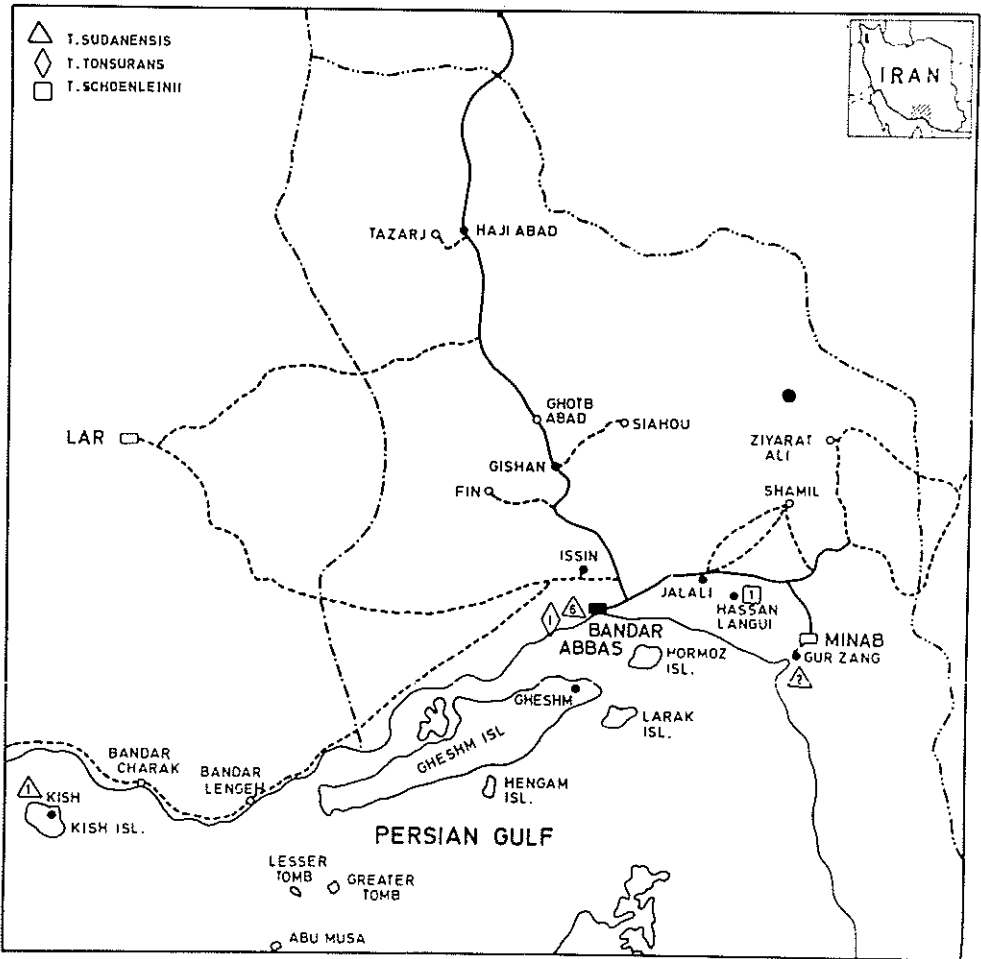 T.SUDANENSIS
T.TONSURANS
T.SCHOENLEINII
IRAN
TAZARJ
HAJI ABAD
GHOTB
ABAD
SIAHOU
LAR
ZIYARAT
ALI
GISHAN
FIN
SHAMIL
ISSIN
JALALI
1
HASSAN
LANGUI
1
6
BANDAR
ABBAS
MINAB
GUR ZANG
?
HORMOZ
ISL.
GHESHM
LARAK
ISL.
GHESHM ISL
BANDAR
CHARAK
BANDAR
LENGEH
HENGAM
ISL.
1
KISH
KISH ISL.
PERSIAN GULF
LESSER
TOMB
GREATER
TOMB
ABU MUSA